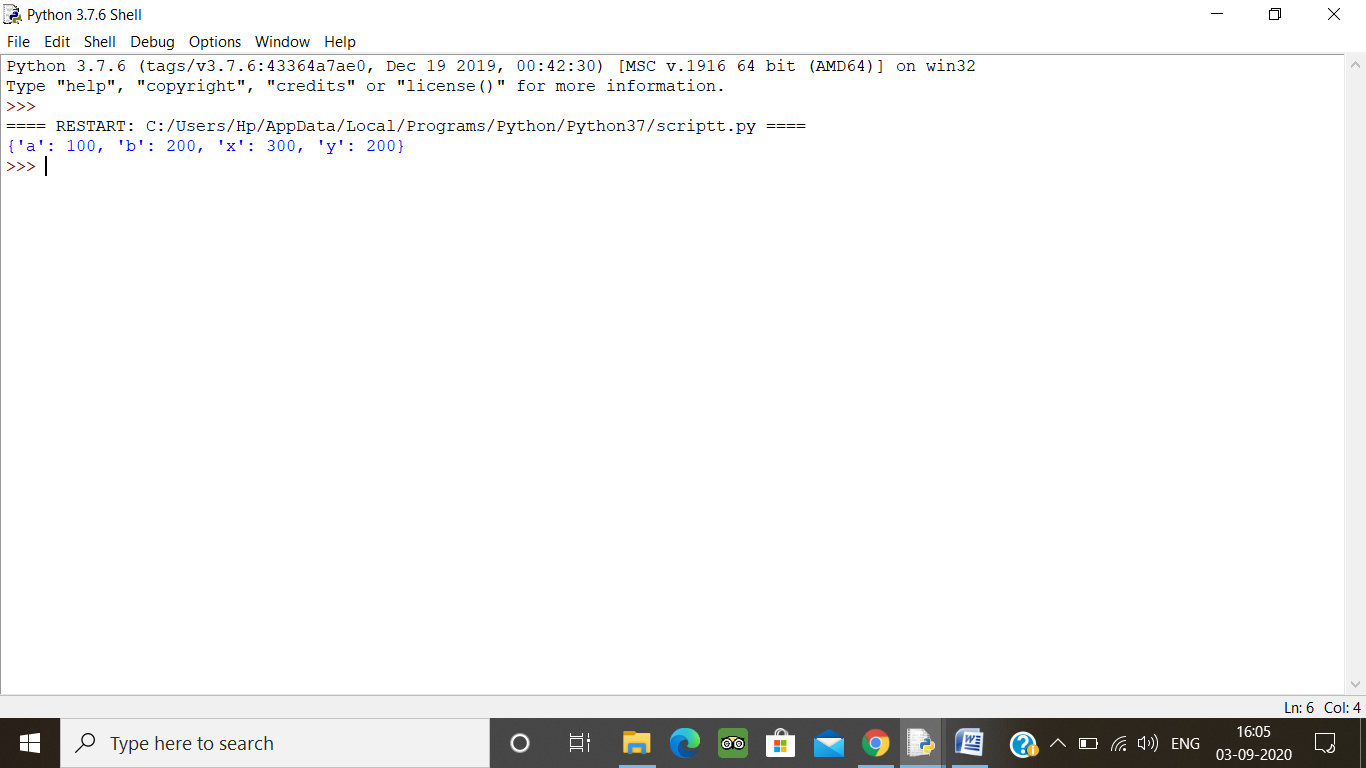 Python 3.7.6 Shell
File Edit Shell Debug Options Window Help
Python 3.7.6 (tags/v3.7.6:43364a7ae0, Dec 19 2019, 00:42:30) [MSC v.1916 64 bit (AMD64)] on win32
Type "help", "copyright", "credits" or "license()" for more information.
>>>
==== RESTART: C:/Users/Hp/AppData/Local/Programs/Python/Python37/scriptt.py ====
{'a': 100, 'b': 200, 'x': 300, 'y': 200}
>>>
Ln: 6 Col: 4
Type here to search
ENG
16:05
03-09-2020